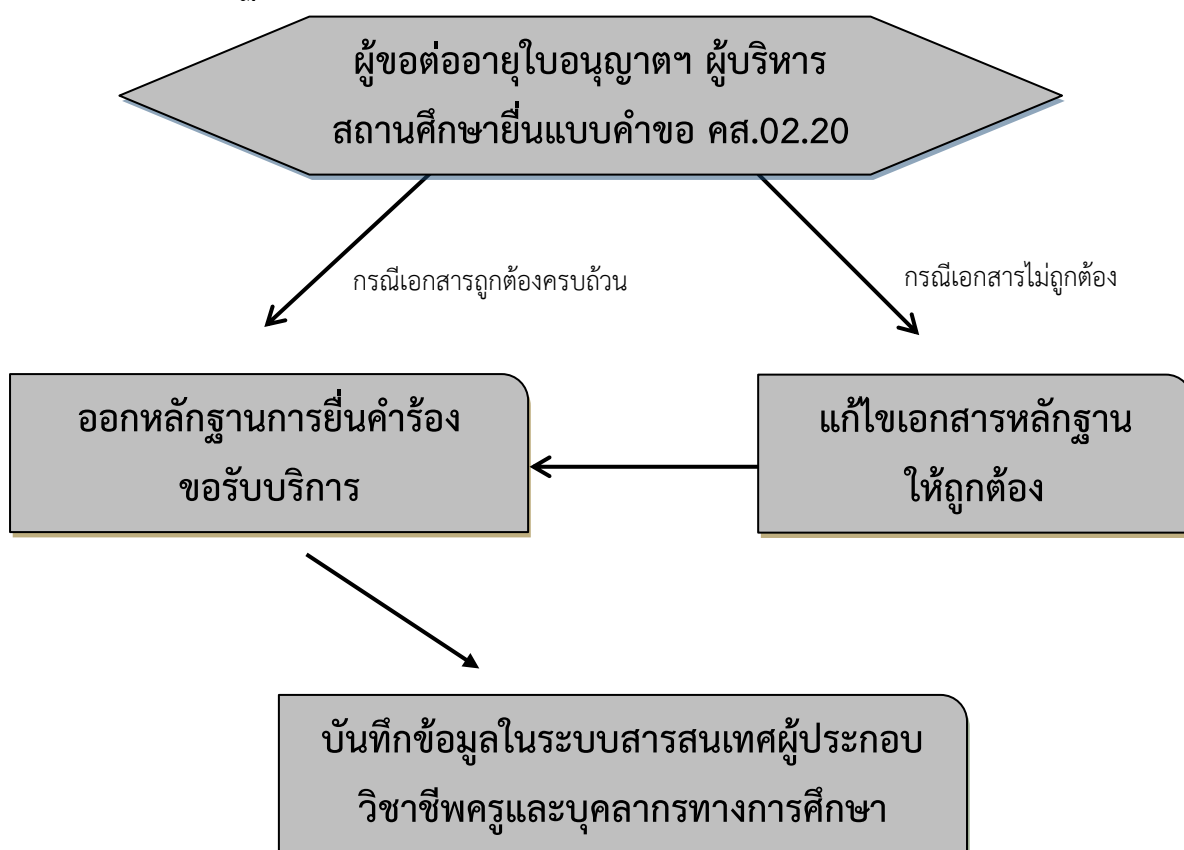 ผู้ขอต่ออายุใบอนุญาตฯ ผู้บริหาร
สถานศึกษายื่นแบบคำขอ คส.02.20
กรณีเอกสารถูกต้องครบถ้วน
กรณีเอกสารไม่ถูกต้อง
ออกหลักฐานการยื่นคำร้อง
ขอรับบริการ
แก้ไขเอกสารหลักฐาน
ให้ถูกต้อง
บันทึกข้อมูลในระบบสารสนเทศผู้ประกอบ
วิชาชีพครูและบุคลากรทางการศึกษา